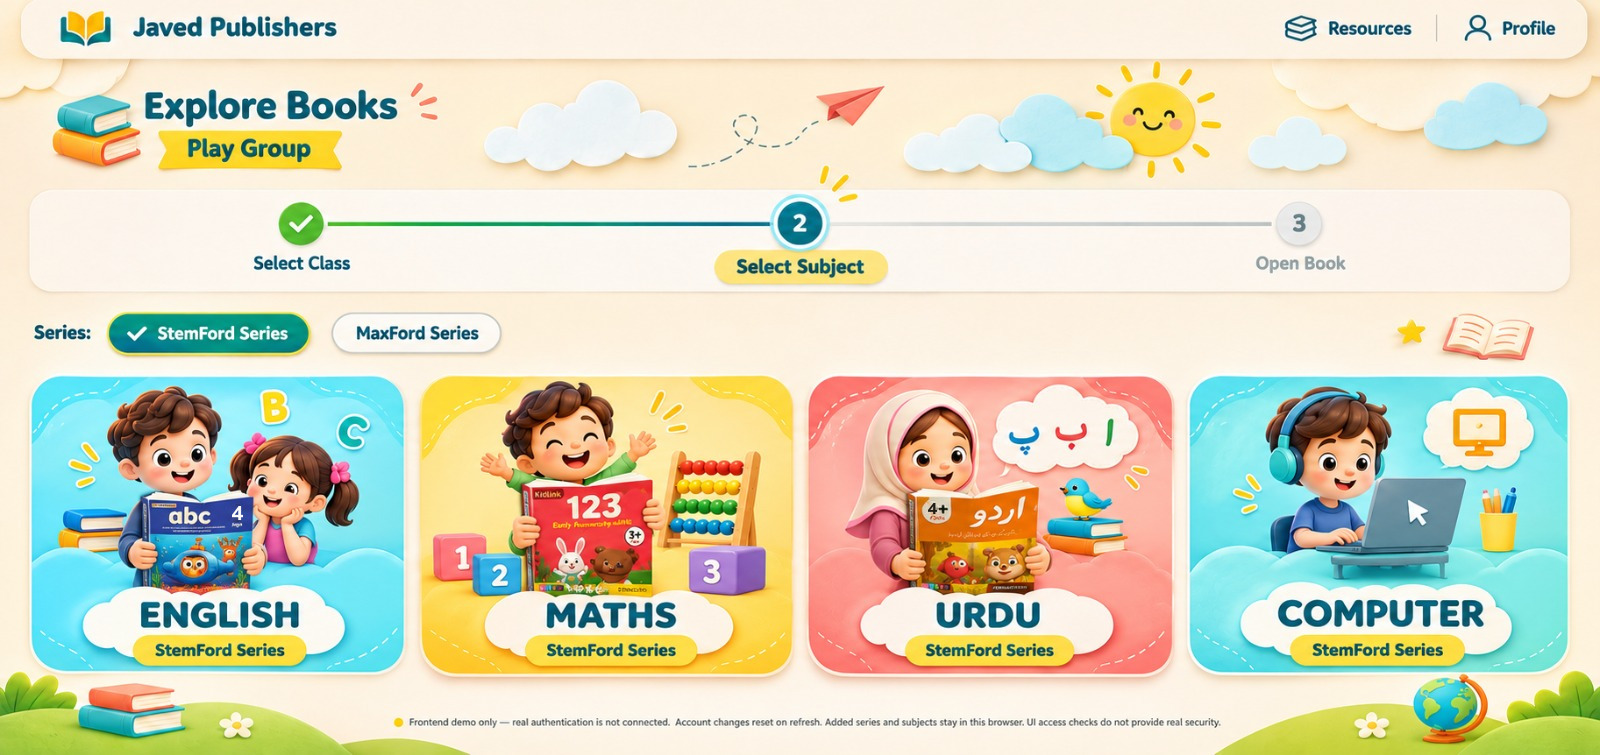 Javed Publishers
Resources
Profile
Explore Books
Play Group
2
3
Select Class
Select Subject
Open Book
Series:
StemFord Series
MaxFord Series
B
C
abc
4
ENGLISH
StemFord Series
Kidlink
123
3+
1
2
3
MATHS
StemFord Series
ا ب پ
4+
اردو
URDU
StemFord Series
COMPUTER
StemFord Series
Frontend demo only — real authentication is not connected. Account changes reset on refresh. Added series and subjects stay in this browser. UI access checks do not provide real security.